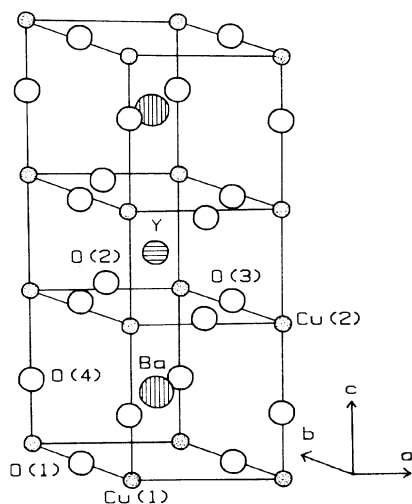 Y
O(2)
O(3)
Cu(2)
Ba
O(4)
c
b
a
O(1)
Cu(1)